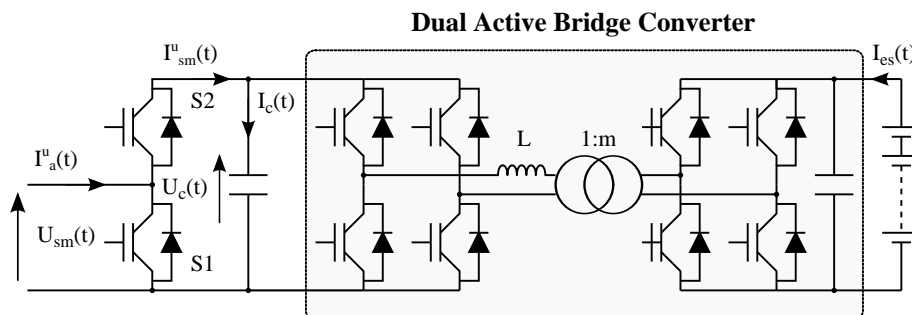 Dual Active Bridge Converter
I^u_sm(t)
S2
I_c(t)
I_es(t)
L
1:m
I^u_a(t)
U_c(t)
U_sm(t)
S1